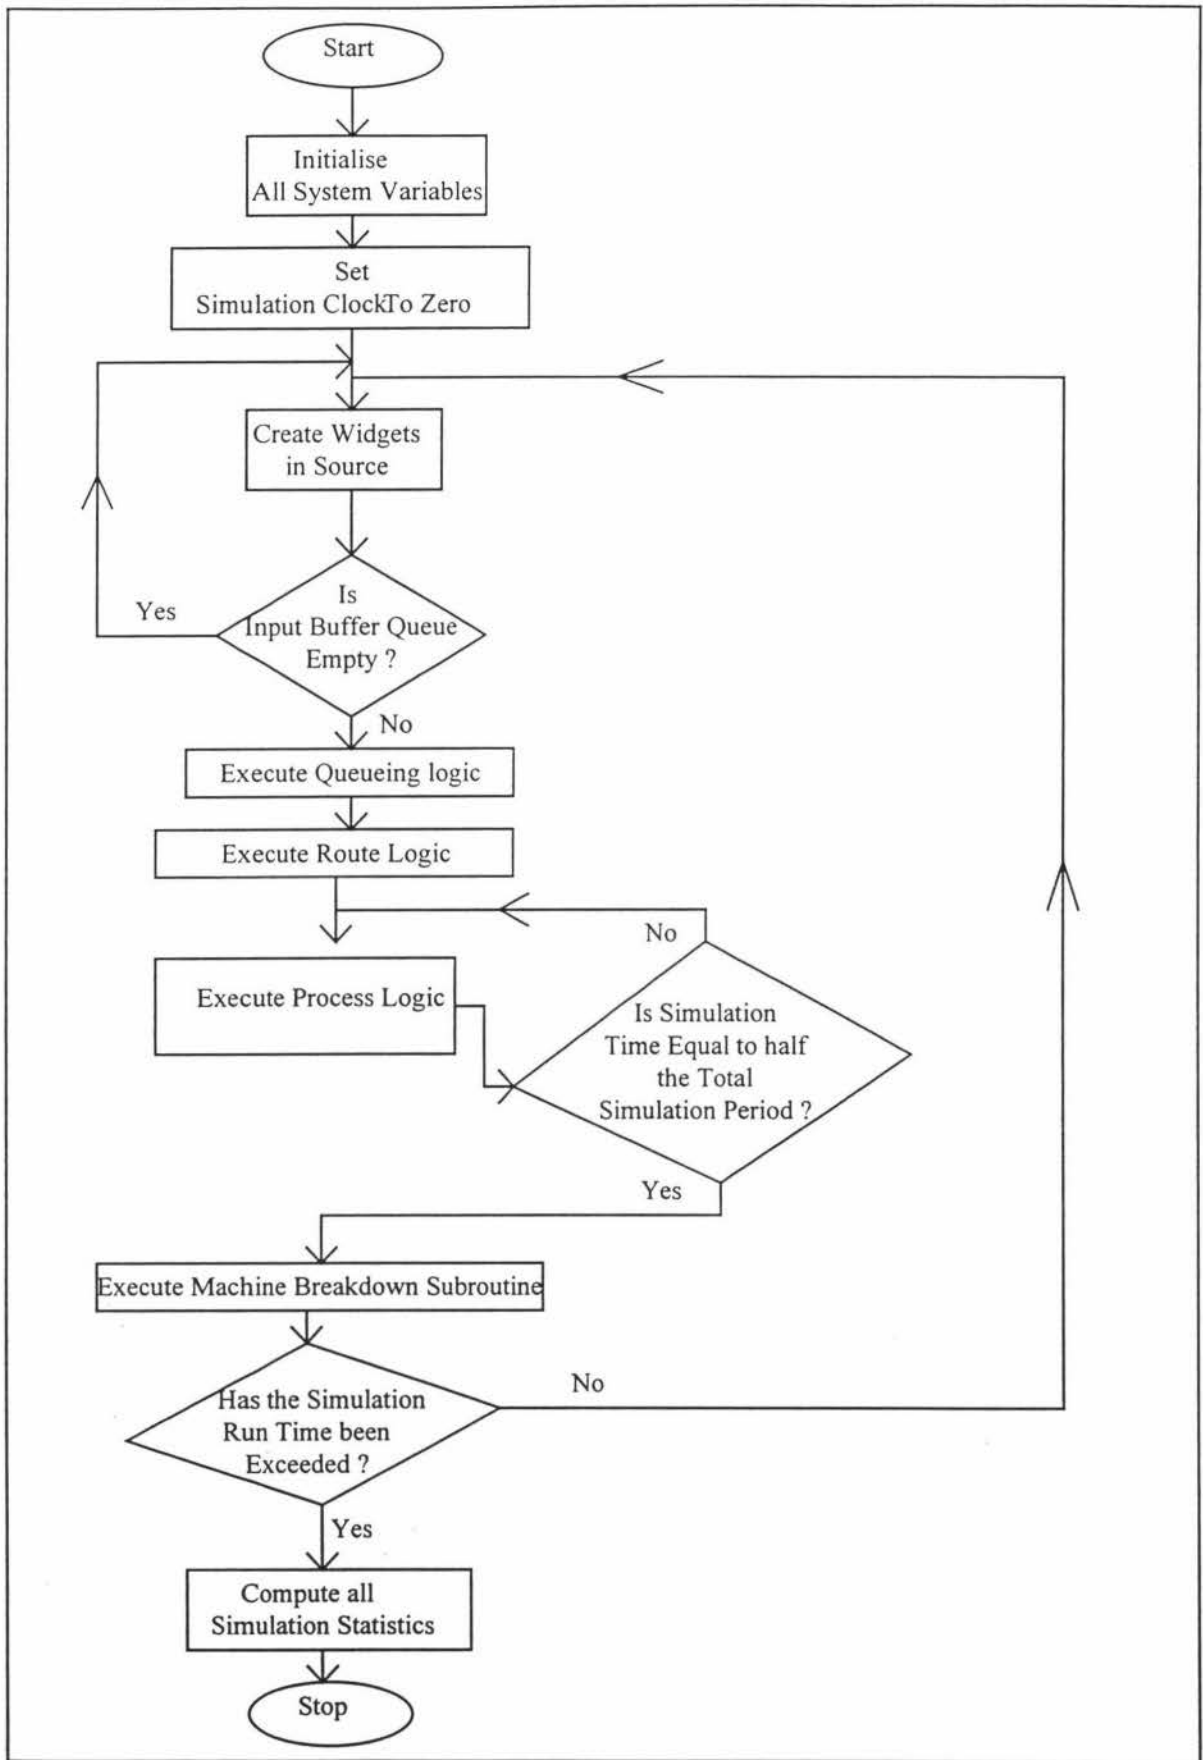 Start
Initialise
All System Variables
Set
Simulation ClockTo Zero
Create Widgets
in Source
Is
Input Buffer Queue
Empty ?
Yes
No
Execute Queueing logic
Execute Route Logic
No
Execute Process Logic
Is Simulation
Time Equal to half
the Total
Simulation Period ?
Yes
Execute Machine Breakdown Subroutine
Has the Simulation
Run Time been
Exceeded ?
No
Yes
Compute all
Simulation Statistics
Stop